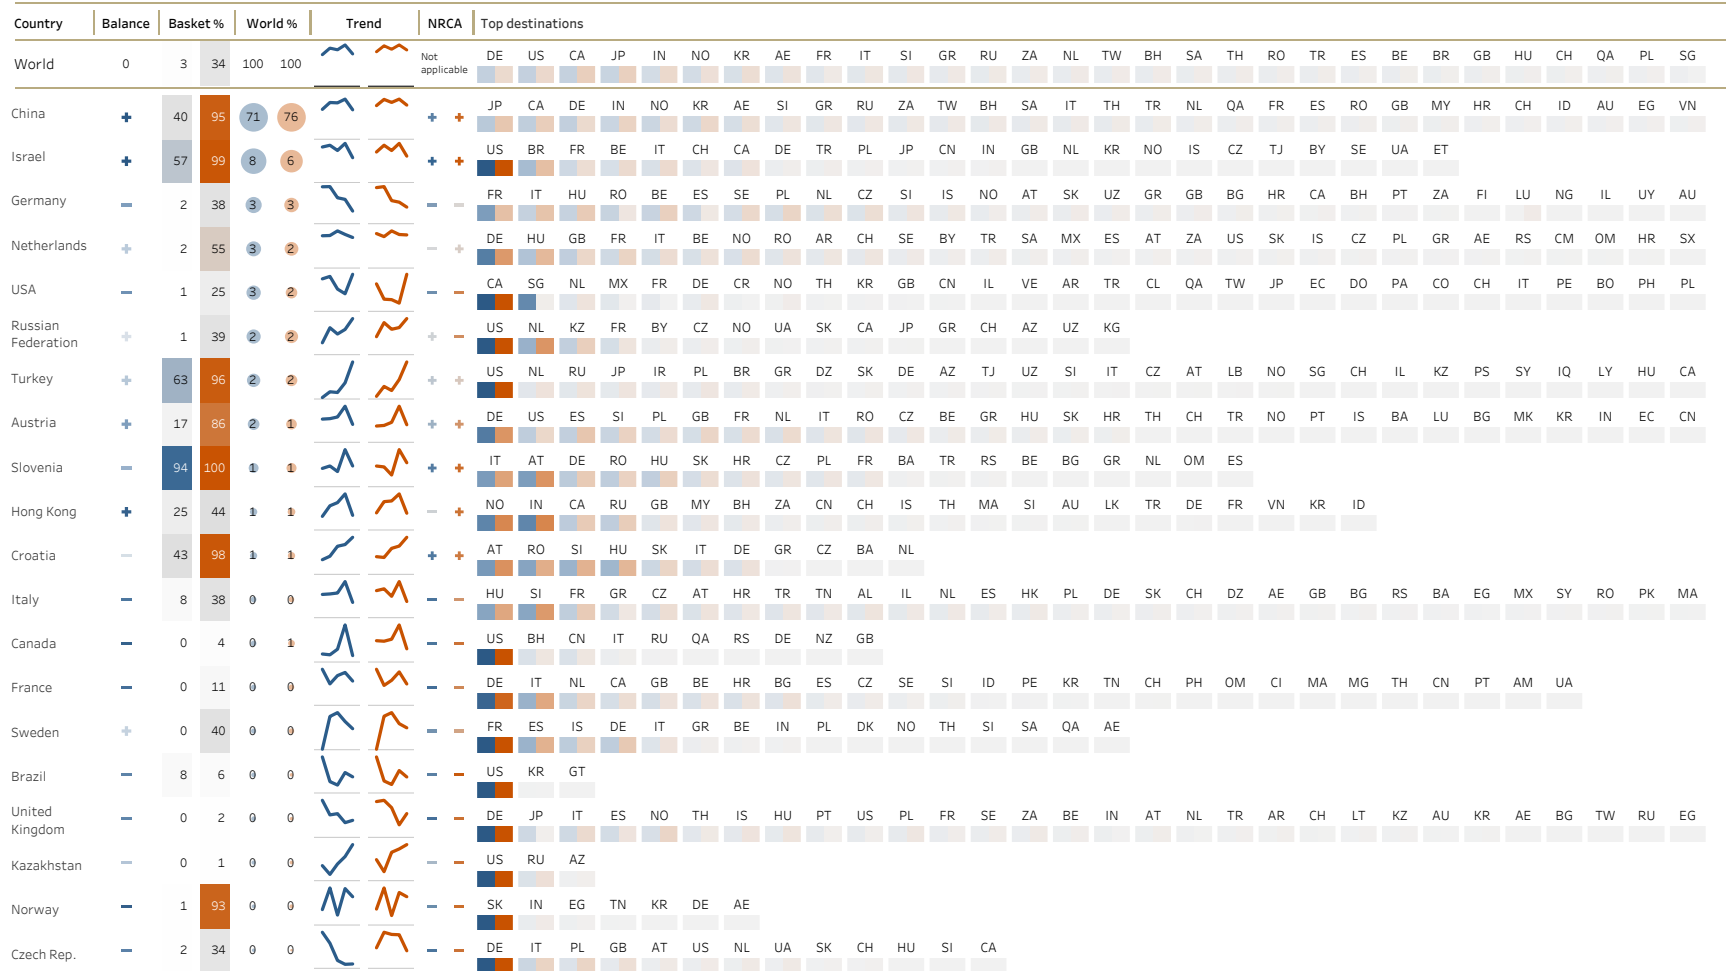 Country Balance Basket % World % Trend NRCA Top destinations
World 0 3 34 100 100 Not applicable DE US CA JP IN NO KR AE FR IT SI GR RU ZA NL TW BH SA TH RO TR ES BE BR GB HU CH QA PL SG
China + 40 95 71 76 + + JP CA DE IN NO KR AE SI GR RU ZA TW BH SA IT TH TR NL QA FR ES RO GB MY HR CH ID AU EG VN
Israel + 57 99 8 6 + + US BR FR BE IT CH CA DE TR PL JP CN IN GB NL KR NO IS CZ TJ BY SE UA ET
Germany − 2 38 3 3 − − FR IT HU RO BE ES SE PL NL CZ SI IS NO AT SK UZ GR GB BG HR CA BH PT ZA FI LU NG IL UY AU
Netherlands + 2 55 3 2 − + DE HU GB FR IT BE NO RO AR CH SE BY TR SA MX ES AT ZA US SK IS CZ PL GR AE RS CM OM HR SX
USA − 1 25 3 2 − − CA SG NL MX FR DE CR NO TH KR GB CN IL VE AR TR CL QA TW JP EC DO PA CO CH IT PE BO PH PL
Russian Federation + 1 39 2 2 + − US NL KZ FR BY CZ NO UA SK CA JP GR CH AZ UZ KG
Turkey + 63 96 2 2 + + US NL RU JP IR PL BR GR DZ SK DE AZ TJ UZ SI IT CZ AT LB NO SG CH IL KZ PS SY IQ LY HU CA
Austria + 17 86 2 1 + + DE US ES SI PL GB FR NL IT RO CZ BE GR HU SK HR TH CH TR NO PT IS BA LU BG MK KR IN EC CN
Slovenia − 94 100 1 1 + + IT AT DE RO HU SK HR CZ PL FR BA TR RS BE BG GR NL OM ES
Hong Kong + 25 44 1 1 − + NO IN CA RU GB MY BH ZA CN CH IS TH MA SI AU LK TR DE FR VN KR ID
Croatia − 43 98 1 1 + + AT RO SI HU SK IT DE GR CZ BA NL
Italy − 8 38 0 0 − − HU SI FR GR CZ AT HR TR TN AL IL NL ES HK PL DE SK CH DZ AE GB BG RS BA EG MX SY RO PK MA
Canada − 0 4 0 1 − − US BH CN IT RU QA RS DE NZ GB
France − 0 11 0 0 − − DE IT NL CA GB BE HR BG ES CZ SE SI ID PE KR TN CH PH OM CI MA MG TH CN PT AM UA
Sweden + 0 40 0 0 − − FR ES IS DE IT GR BE IN PL DK NO TH SI SA QA AE
Brazil − 8 6 0 0 − − US KR GT
United Kingdom − 0 2 0 0 − − DE JP IT ES NO TH IS HU PT US PL FR SE ZA BE IN AT NL TR AR CH LT KZ AU KR AE BG TW RU EG
Kazakhstan − 0 1 0 0 − − US RU AZ
Norway − 1 93 0 0 − − SK IN EG TN KR DE AE
Czech Rep. − 2 34 0 0 − − DE IT PL GB AT US NL UA SK CH HU SI CA